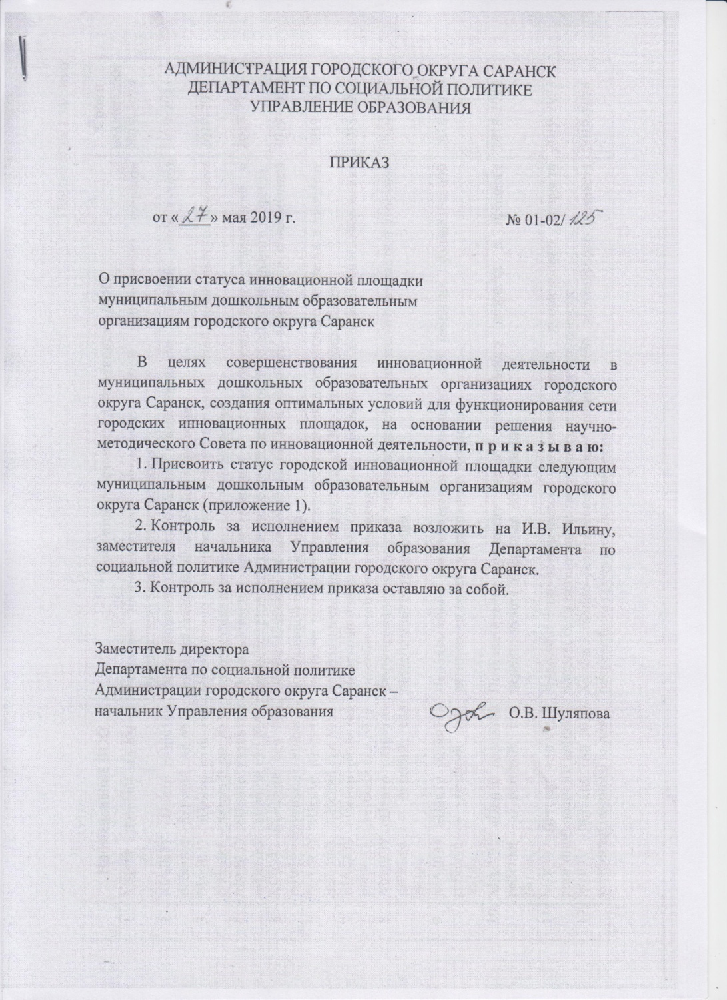 АДМИНИСТРАЦИЯ ГОРОДСКОГО ОКРУГА САРАНСК
ДЕПАРТАМЕНТ ПО СОЦИАЛЬНОЙ ПОЛИТИКЕ
УПРАВЛЕНИЕ ОБРАЗОВАНИЯ
ПРИКАЗ
от «27» мая 2019 г. № 01-02/125
О присвоении статуса инновационной площадки
муниципальным дошкольным образовательным
организациям городского округа Саранск
В целях совершенствования инновационной деятельности в
муниципальных дошкольных образовательных организациях городского
округа Саранск, создания оптимальных условий для функционирования сети
городских инновационных площадок, на основании решения научно-
методического Совета по инновационной деятельности, п р и к а з ы в а ю:
1. Присвоить статус городской инновационной площадки следующим
муниципальным дошкольным образовательным организациям городского
округа Саранск (приложение 1).
2. Контроль за исполнением приказа возложить на И.В. Ильину,
заместителя начальника Управления образования Департамента по
социальной политике Администрации городского округа Саранск.
3. Контроль за исполнением приказа оставляю за собой.
Заместитель директора
Департамента по социальной политике
Администрации городского округа Саранск –
начальник Управления образования О.В. Шуляпова